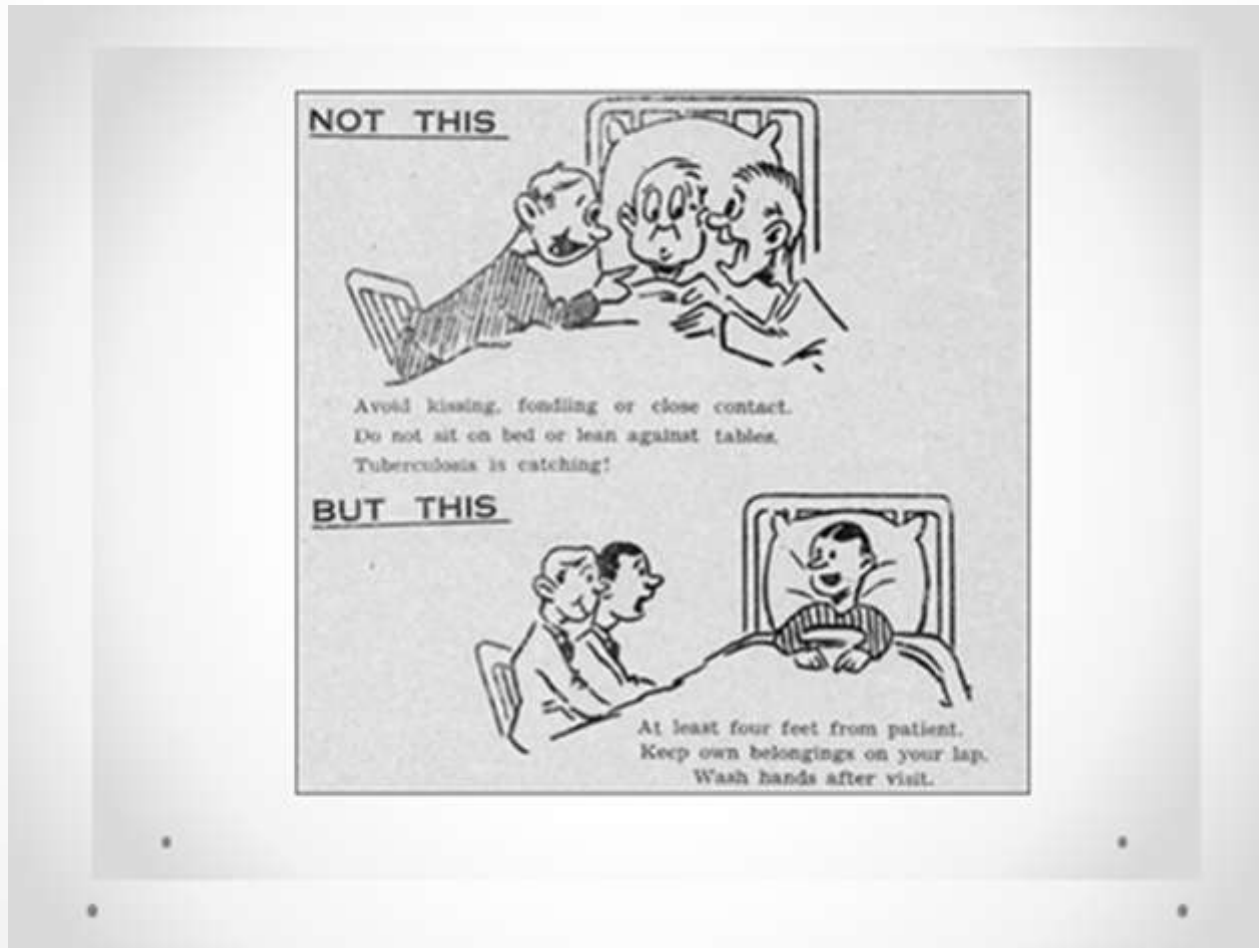 NOT THIS
Avoid kissing, fondling or close contact.
Do not sit on bed or lean against tables.
Tuberculosis is catching!
BUT THIS
At least four feet from patient.
Keep own belongings on your lap.
Wash hands after visit.